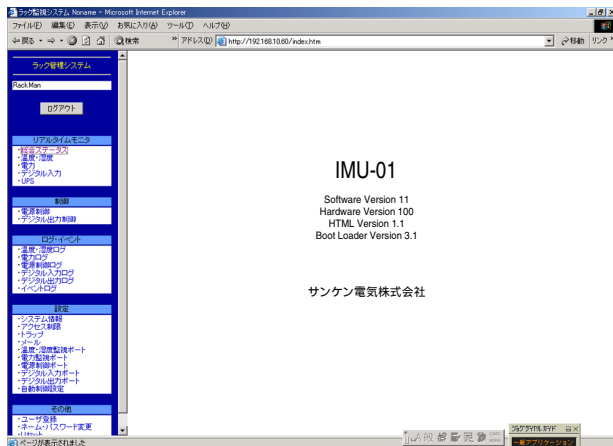 ラック監視システム Noname - Microsoft Internet Explorer
ファイル(F) 編集(E) 表示(V) お気に入り(A) ツール(T) ヘルプ(H)
戻る 検索 アドレス(D) http://192.168.10.60/index.htm 移動 リンク
ラック管理システム
RackMan
ログアウト
リアルタイムモニタ
・総合ステータス
・温度・湿度
・電力
・デジタル入力
・UPS
制御
・電源制御
・デジタル出力制御
ログ・イベント
・温度・湿度ログ
・電力ログ
・電源制御ログ
・デジタル入力ログ
・デジタル出力ログ
・イベントログ
設定
・システム情報
・アクセス制限
・トラップ
・メール
・温度・湿度監視ポート
・電力監視ポート
・電源制御ポート
・デジタル入力ポート
・デジタル出力ポート
・自動制御設定
その他
・ユーザ登録
・ネーム・パスワード変更
・リセット
IMU-01
Software Version 11
Hardware Version 100
HTML Version 1.1
Boot Loader Version 3.1
サンケン電気株式会社
ページが表示されました
A 般
一般アプリケーション